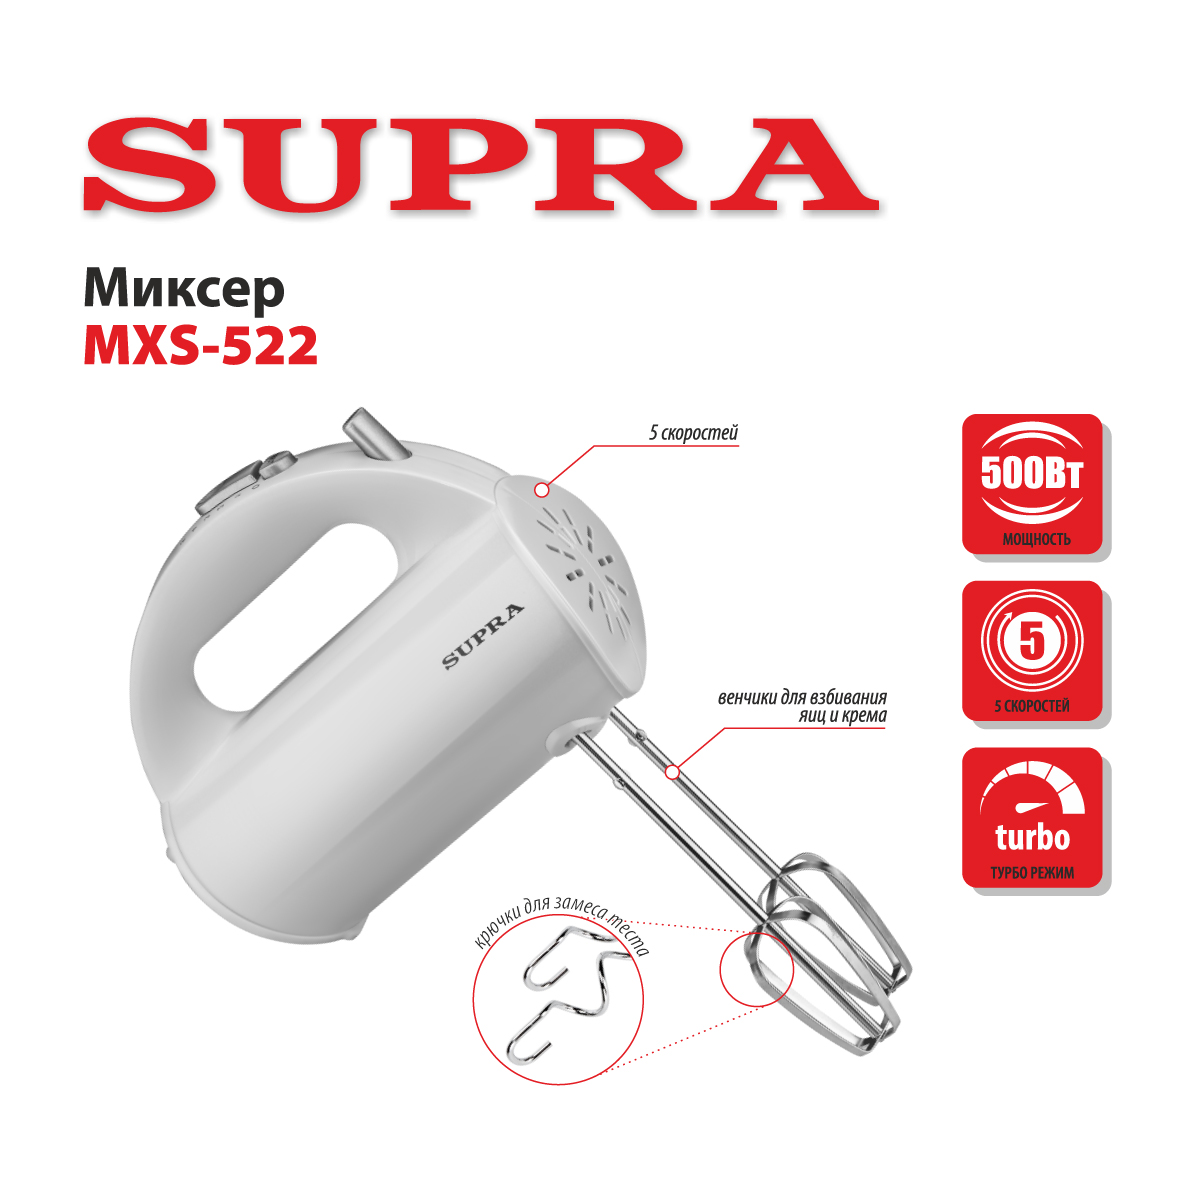 SUPRA
Миксер
MXS-522
5 скоростей
500Вт
МОЩНОСТЬ
SUPRA
5
5 СКОРОСТЕЙ
венчики для взбивания
яиц и крема
turbo
ТУРБО РЕЖИМ
крючки для замеса теста